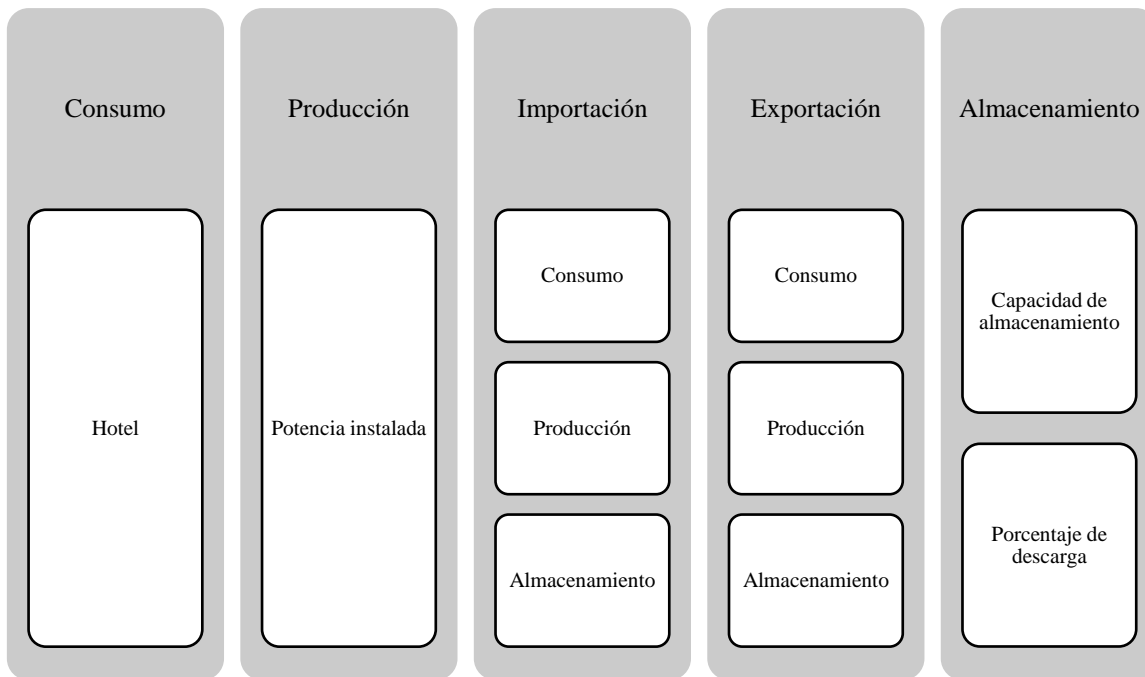 Consumo
Producción
Importación
Exportación
Almacenamiento
Hotel
Potencia instalada
Consumo
Producción
Almacenamiento
Consumo
Producción
Almacenamiento
Capacidad de
almacenamiento
Porcentaje de
descarga